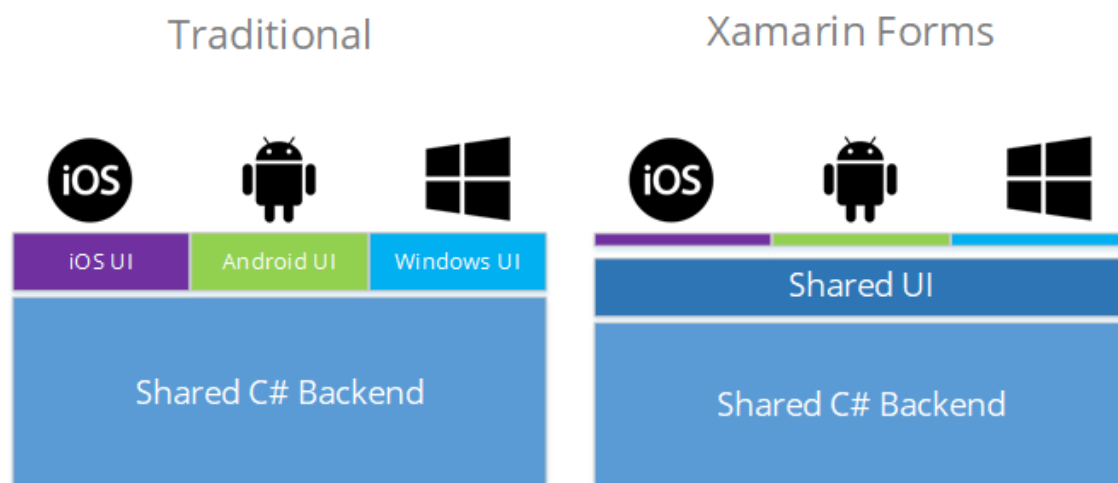 Traditional
Xamarin Forms
iOS
iOS
iOS UI
Android UI
Windows UI
Shared UI
Shared C# Backend
Shared C# Backend